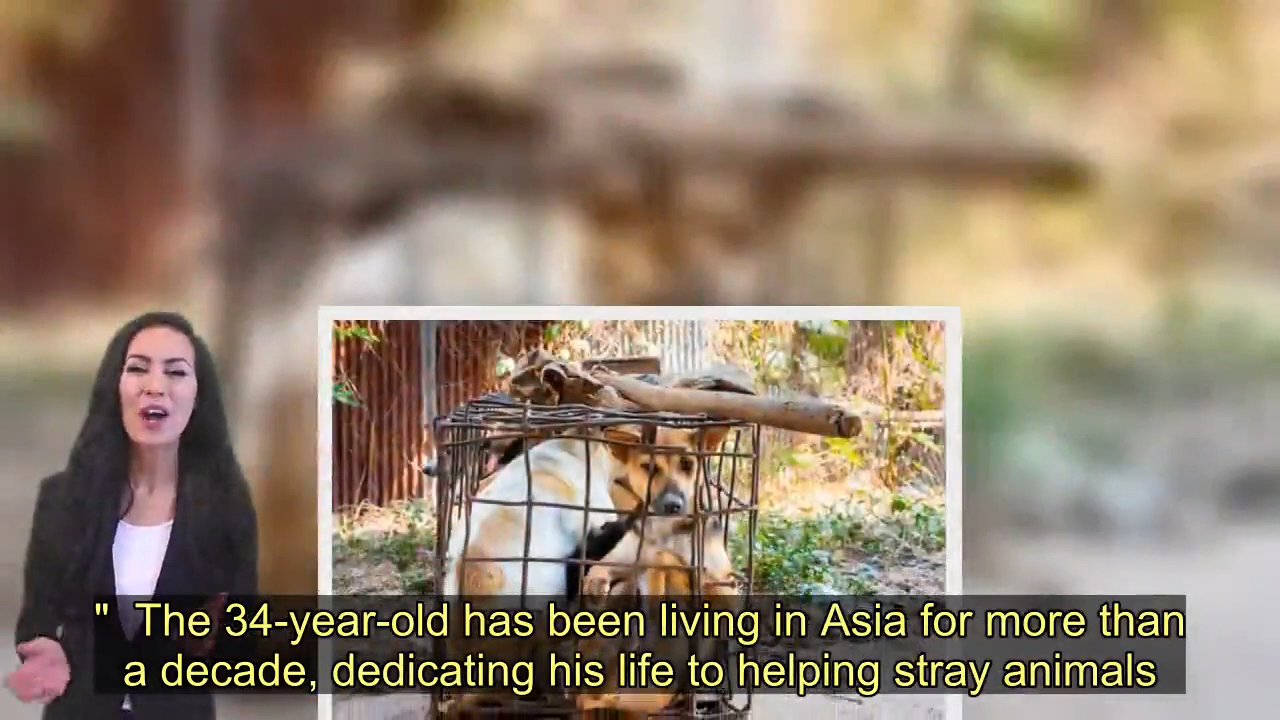 " The 34-year-old has been living in Asia for more than
a decade, dedicating his life to helping stray animals